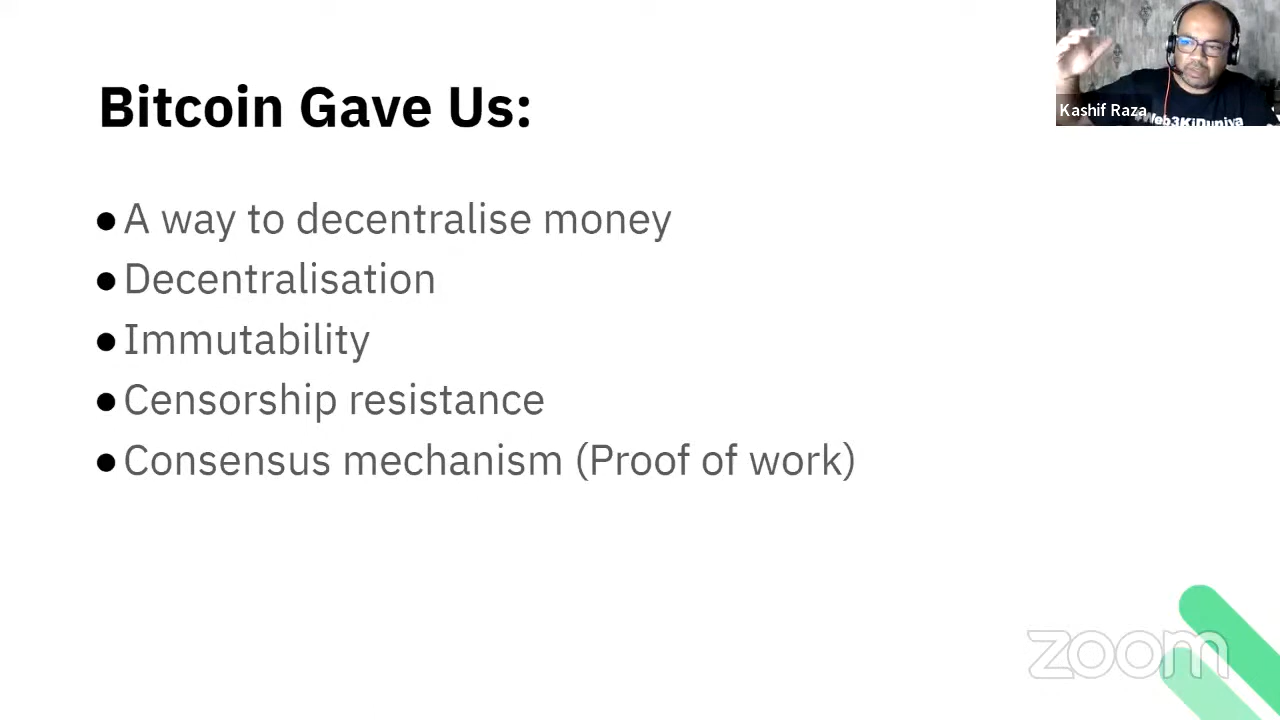 Bitcoin Gave Us:
● A way to decentralise money
● Decentralisation
● Immutability
● Censorship resistance
● Consensus mechanism (Proof of work)
#Web3KiDuniya
Kashif Raza
zoom